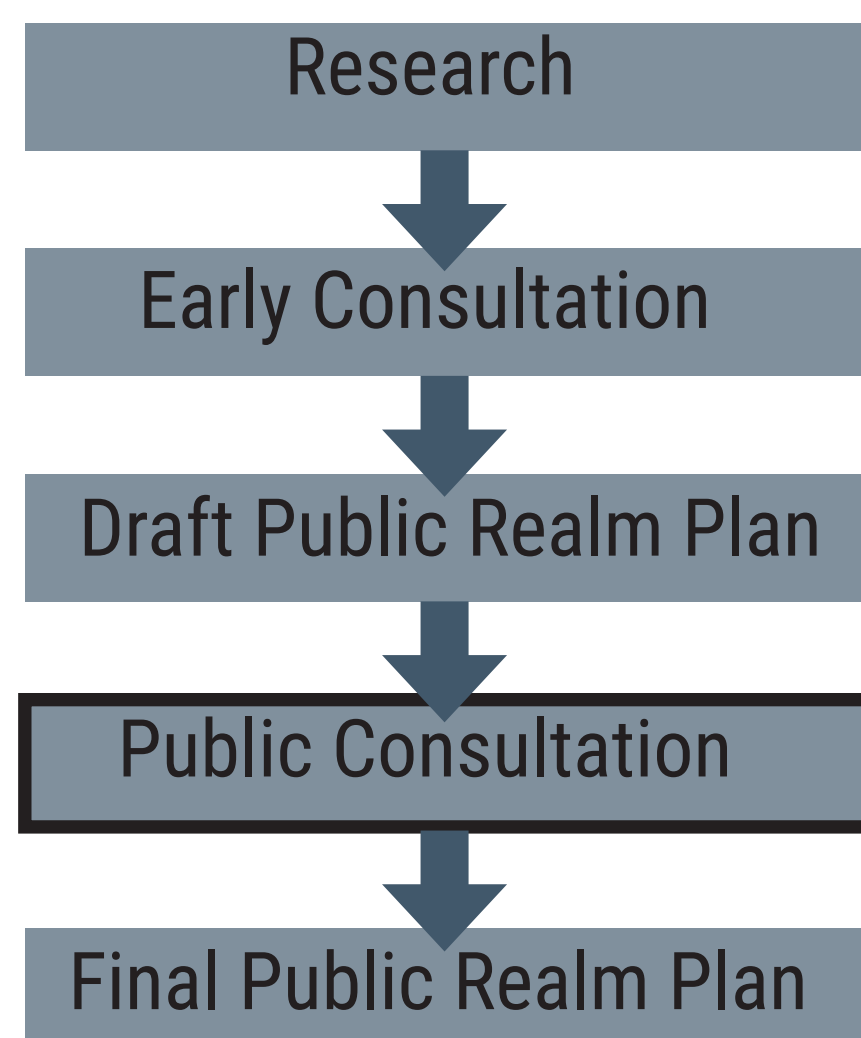 Research
Early Consultation
Draft Public Realm Plan
Public Consultation
Final Public Realm Plan